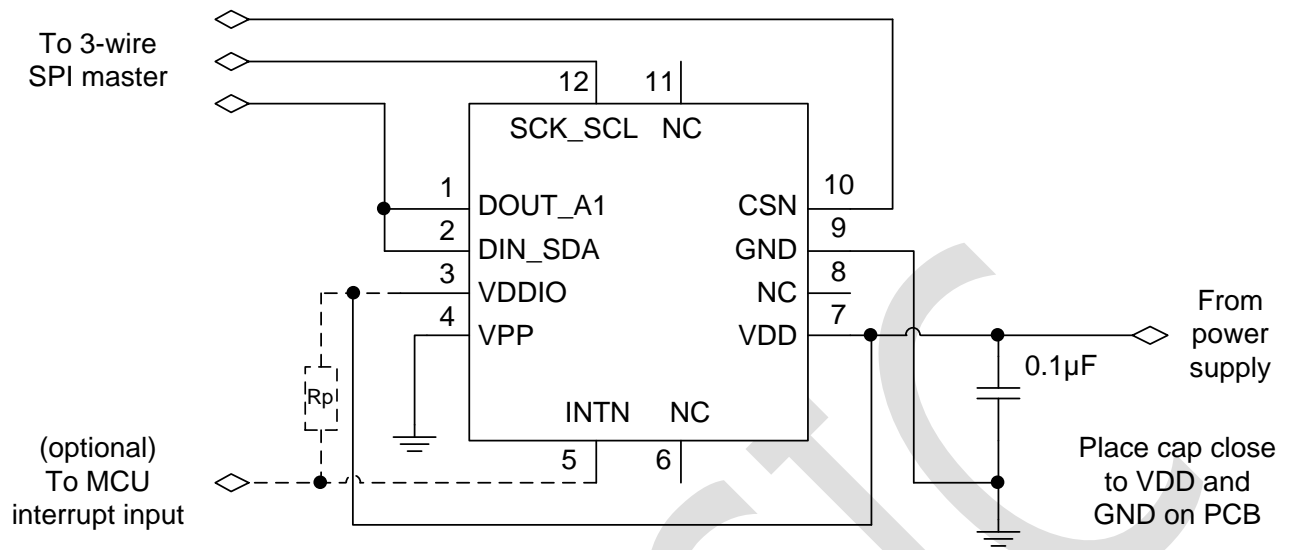 To 3-wire
SPI master
12
11
SCK_SCL
NC
1
DOUT_A1
2
DIN_SDA
3
VDDIO
4
VPP
10
CSN
9
GND
8
NC
7
VDD
From
power
supply
0.1µF
Rp
INTN
NC
5
6
(optional)
To MCU
interrupt input
Place cap close
to VDD and
GND on PCB